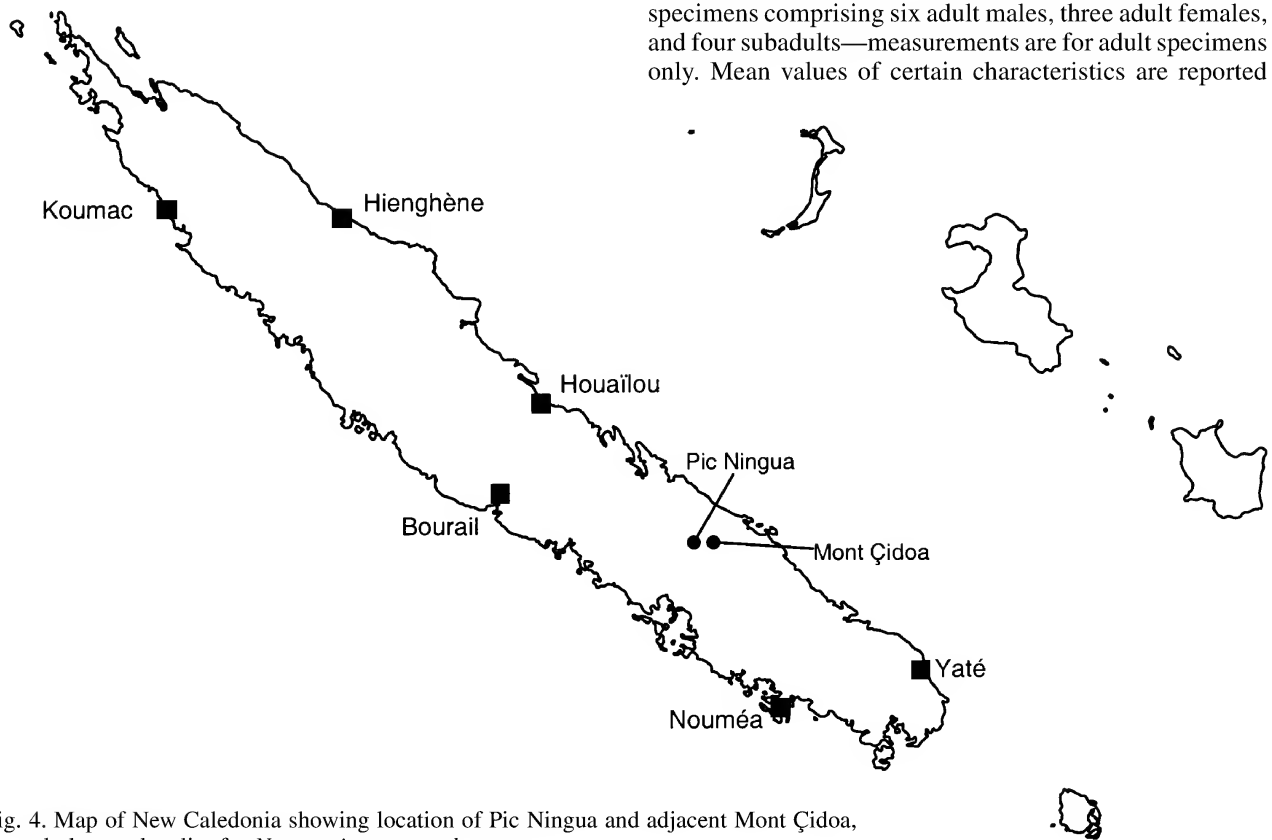 specimens comprising six adult males, three adult females,
and four subadults—measurements are for adult specimens
only. Mean values of certain characteristics are reported
Koumac
Hienghène
Houaïlou
Pic Ningua
Bourail
Mont Çidoa
Yaté
Nouméa
ig. 4. Map of New Caledonia showing location of Pic Ningua and adjacent Mont Çidoa,